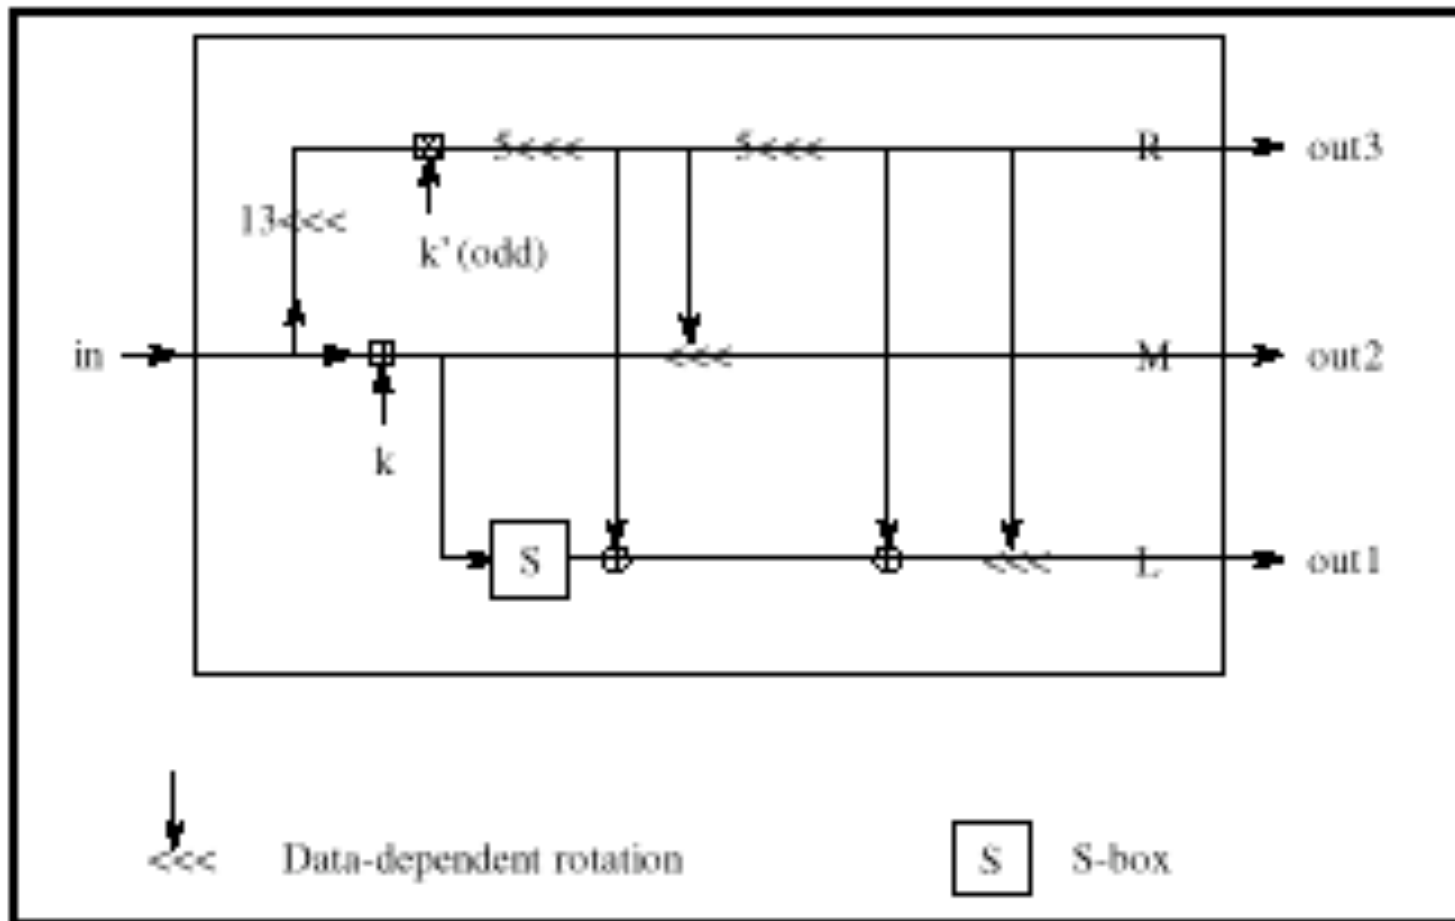 5<<< 5<<< R out3
13<<<
k'(odd)
in <<< M out2
k
S <<< L out1
<<< Data-dependent rotation S S-box